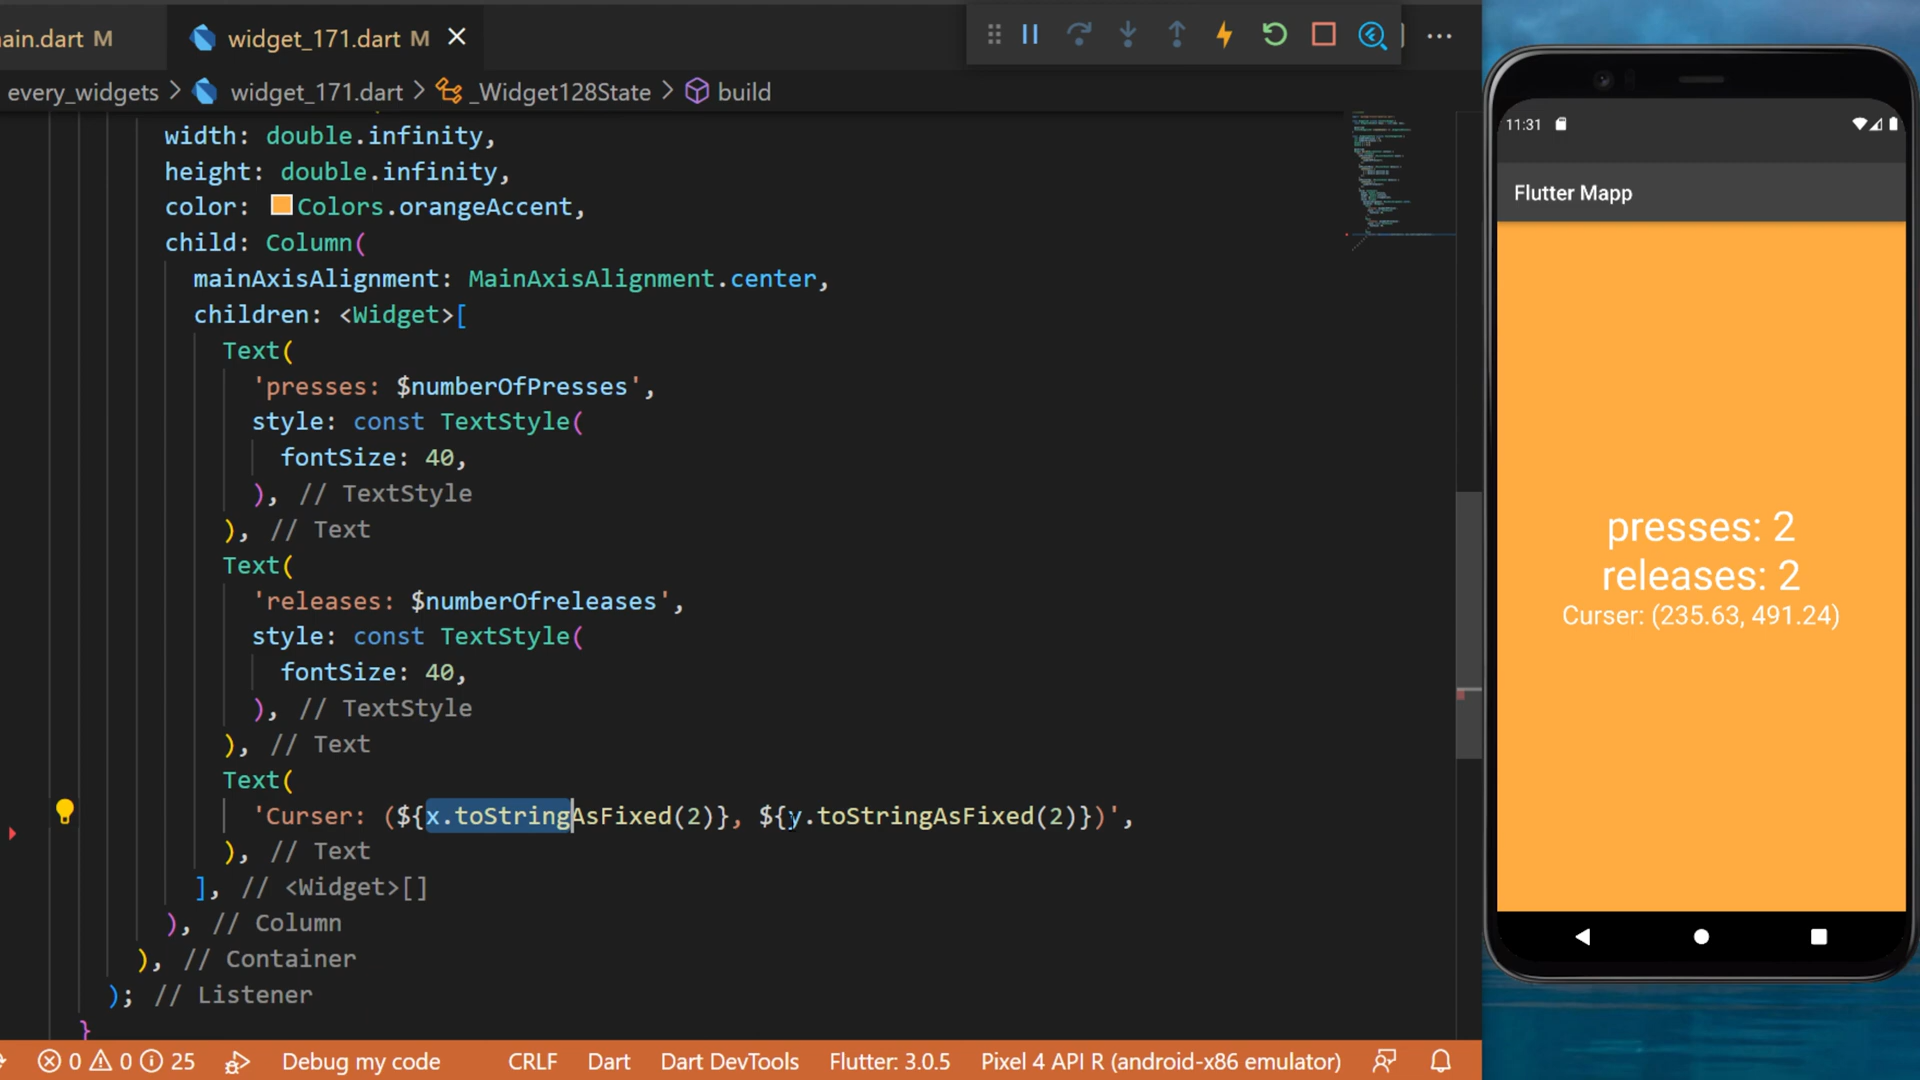 ain.dart M
widget_171.dart M
every_widgets > widget_171.dart > _Widget128State > build
width: double.infinity,
height: double.infinity,
color: Colors.orangeAccent,
child: Column(
mainAxisAlignment: MainAxisAlignment.center,
children: <Widget>[
Text(
'presses: $numberOfPresses',
style: const TextStyle(
fontSize: 40,
), // TextStyle
), // Text
Text(
'releases: $numberOfreleases',
style: const TextStyle(
fontSize: 40,
), // TextStyle
), // Text
Text(
'Curser: (${x.toStringAsFixed(2)}, ${y.toStringAsFixed(2)})',
), // Text
], // <Widget>[]
), // Column
), // Container
); // Listener
}
0 0 25 Debug my code CRLF Dart Dart DevTools Flutter: 3.0.5 Pixel 4 API R (android-x86 emulator)
11:31
Flutter Mapp
presses: 2
releases: 2
Curser: (235.63, 491.24)